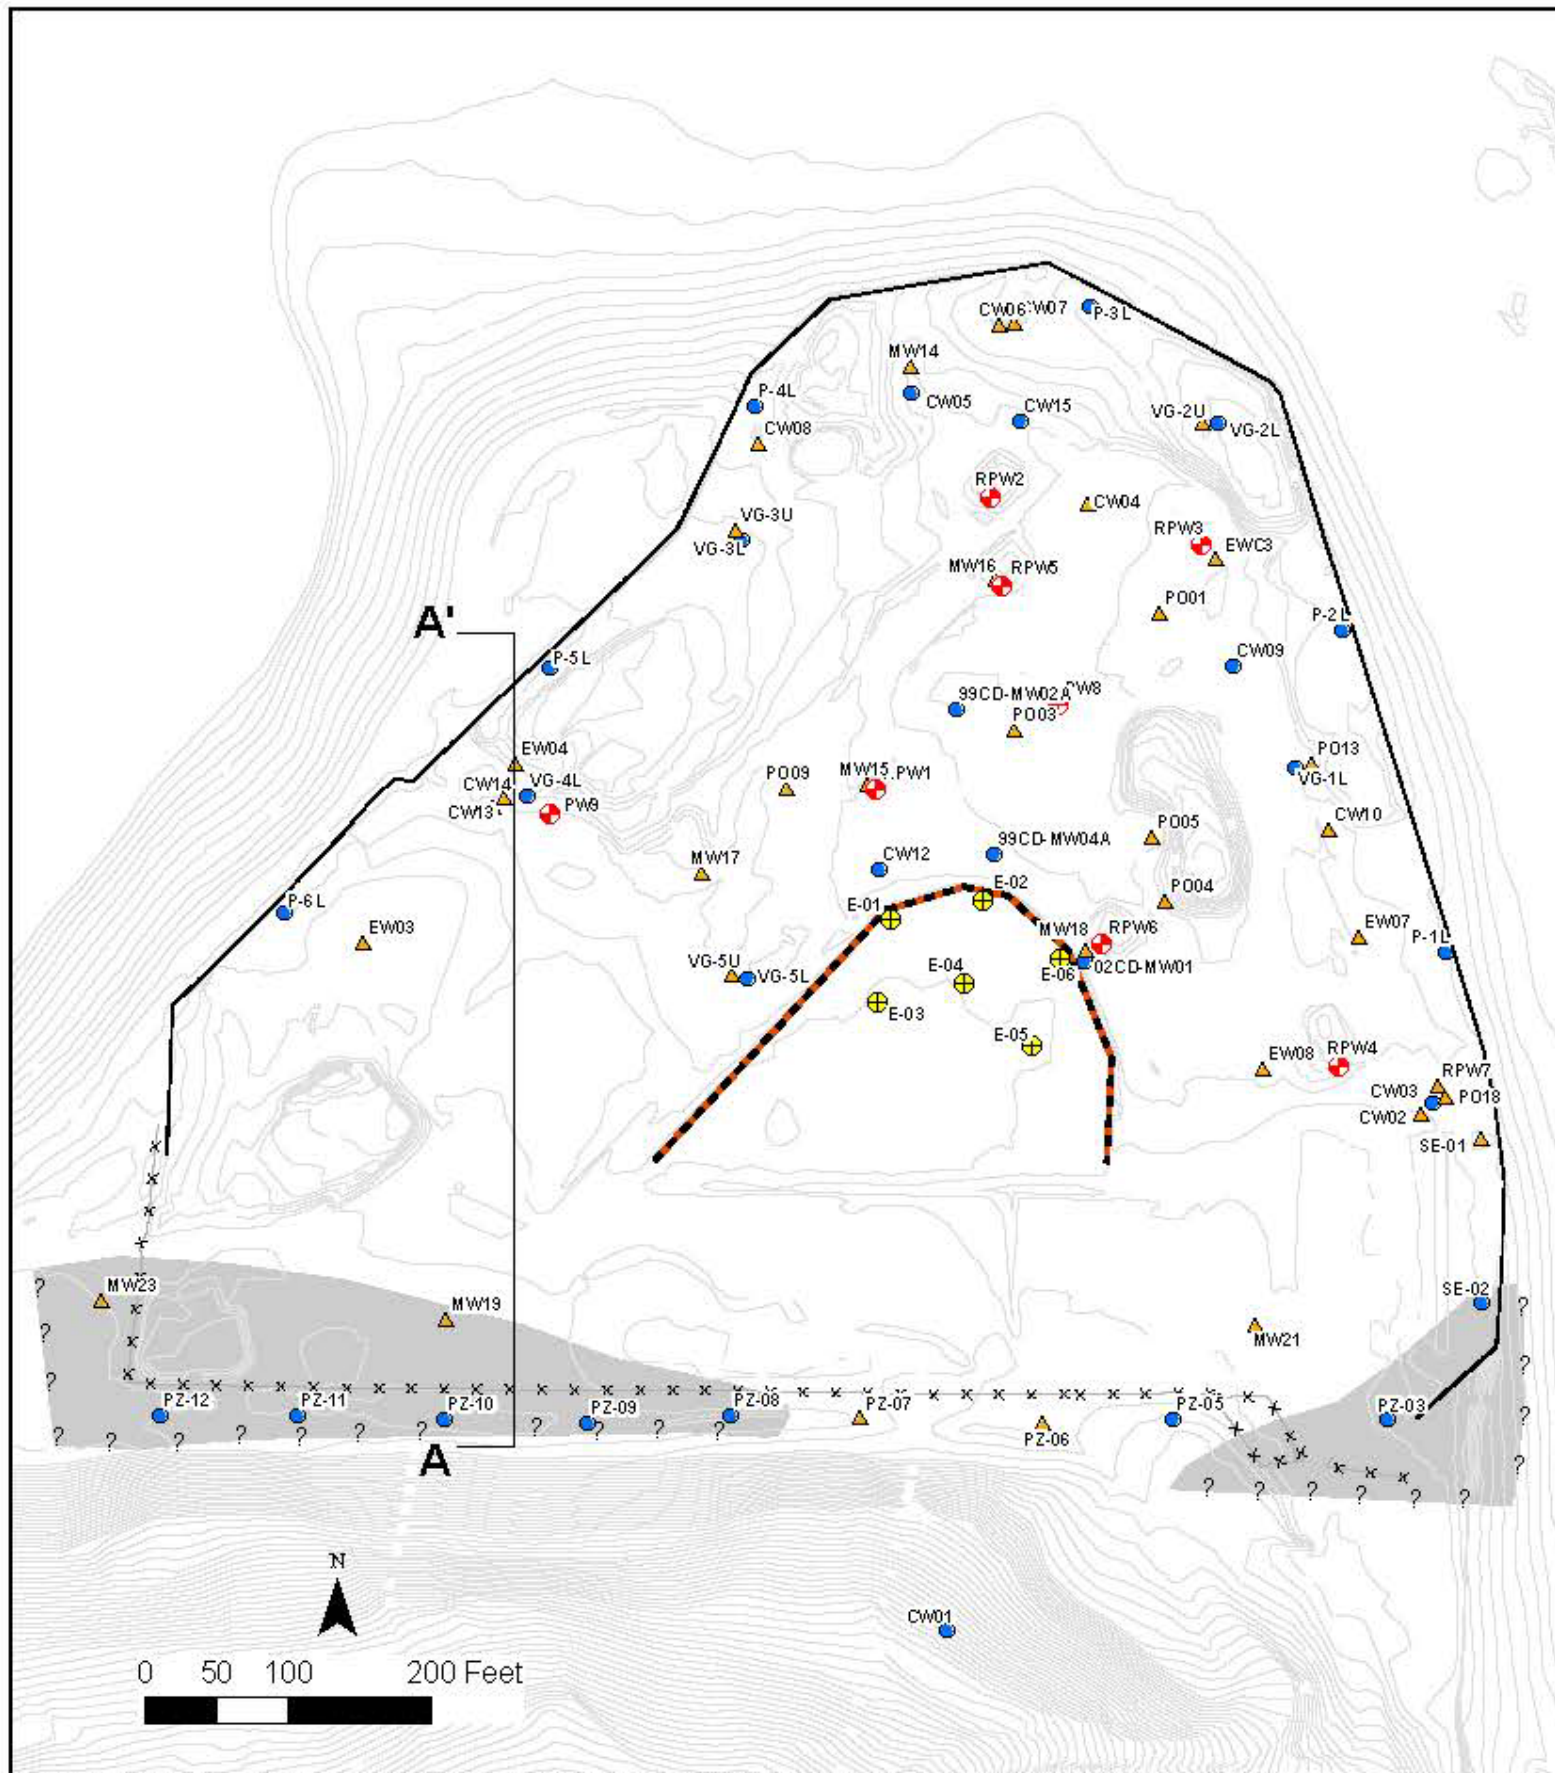 CW06 CW07
P-3L
MW14
P-4L
CW05
CW15
VG-2U
VG-2L
CW08
RPW2
CW04
VG-3U
RPW3
VG-3L
EWC3
MW16 RPW5
PO01
A'
P-2L
P-5L
CW09
99CD-MW02A PW8
PO03
EW04
PO13
MW15 PW1
CW14 VG-4L
PO09
VG-1L
CW13 PW9
CW10
PO05
99CD-MW04A
MW17
CW12
E-02
PO04
P-6L
E-01
EW03
MW18 RPW6
EW07
P-1L
VG-5U
E-04
E-06 02CD-MW01
VG-5L
E-03
E-05
EW08 RPW4
RPW7
CW03
PO18
CW02
SE-01
MW23
SE-02
?
?
MW19
?
MW21
?
?
PZ-12 PZ-11 PZ-10 PZ-09 PZ-08 PZ-07 PZ-05 PZ-03
?
? ? ? ? ? ? ? ? ?
PZ-06
A
?
? ? ? ? ? ?
N
CW01
0 50 100 200 Feet